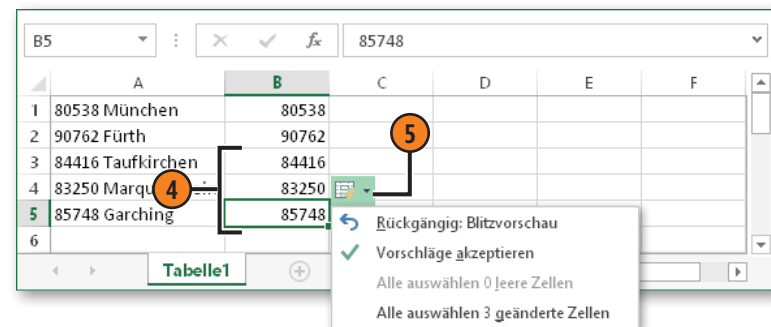 B5 fx 85748
A B C D E F
1 80538 München 80538
2 90762 Fürth 90762
3 84416 Taufkirchen 84416
4 83250 83250
5 85748 Garching 85748
6
4
5
Rückgängig: Blitzvorschau
Vorschläge akzeptieren
Alle auswählen 0 leere Zellen
Alle auswählen 3 geänderte Zellen
Tabelle1